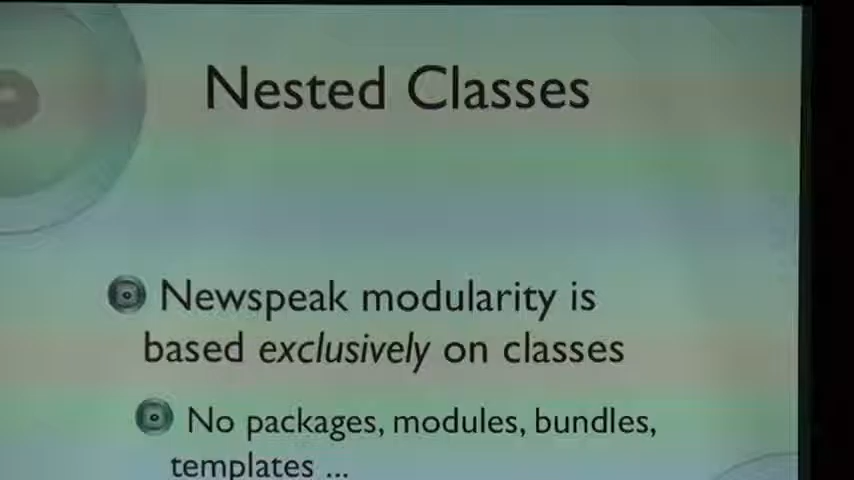 Nested Classes
Newspeak modularity is
based exclusively on classes
No packages, modules, bundles,
templates ...